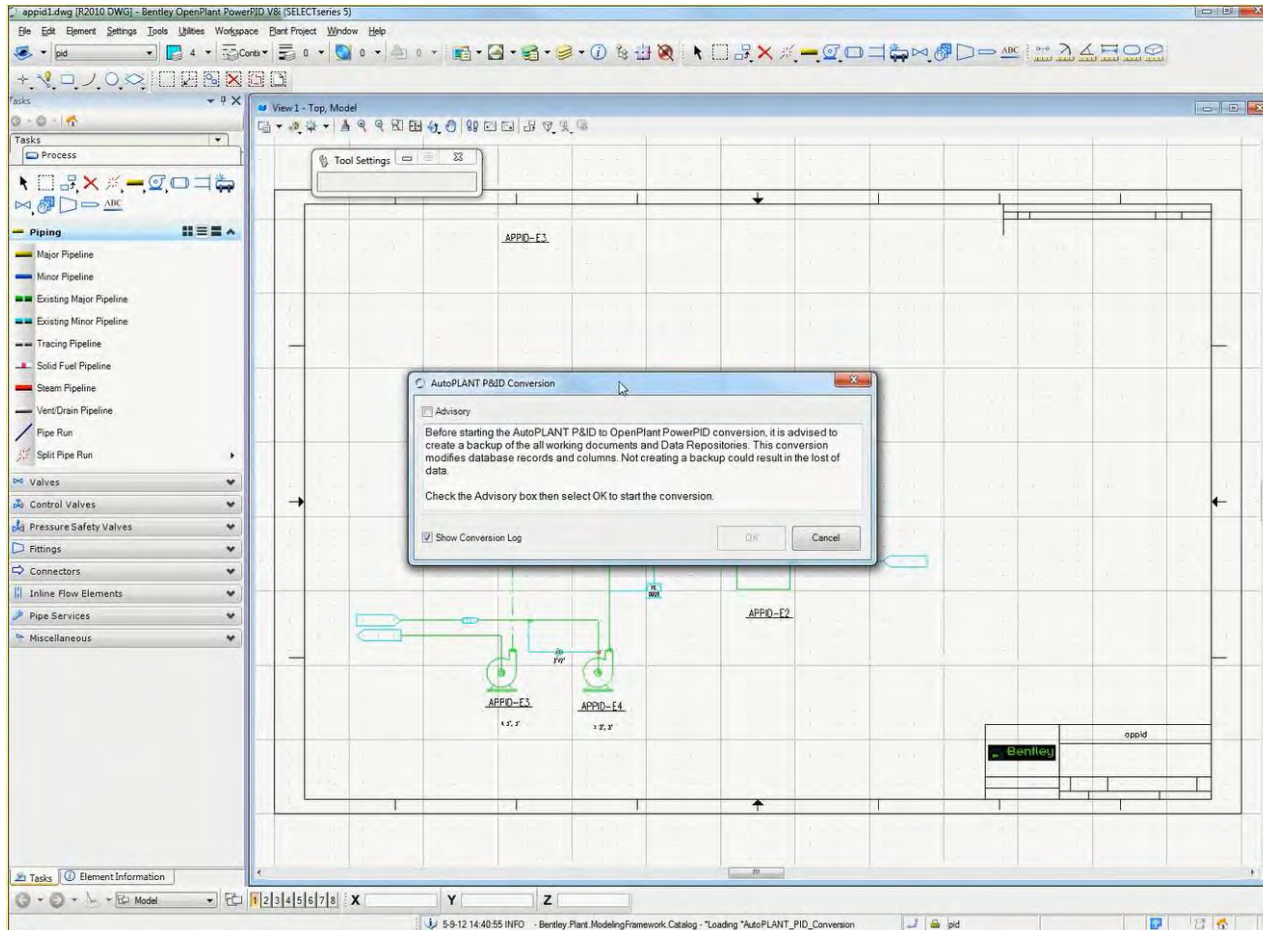 appid1.dwg [R2010 DWG] - Bentley OpenPlant PowerPID V8i (SELECTseries 5)
File Edit Element Settings Tools Utilities Workspace Plant Project Window Help
pid 4 Contin 0 0 0
ABC
Tasks
View 1 - Top, Model
Tasks
Process
Tool Settings
ABC
Piping
Major Pipeline
Minor Pipeline
Existing Major Pipeline
Existing Minor Pipeline
Tracing Pipeline
Solid Fuel Pipeline
Steam Pipeline
Vent/Drain Pipeline
Pipe Run
Split Pipe Run
Valves
Control Valves
Pressure Safety Valves
Fittings
Connectors
Inline Flow Elements
Pipe Services
Miscellaneous
APPID-E3
AutoPLANT P&ID Conversion
Advisory
Before starting the AutoPLANT P&ID to OpenPlant PowerPID conversion, it is advised to
create a backup of the all working documents and Data Repositories. This conversion
modifies database records and columns. Not creating a backup could result in the lost of
data.
Check the Advisory box then select OK to start the conversion.
Show Conversion Log
OK
Cancel
APPID-E2
APPID-E3
APPID-E4
appid
Bentley
Tasks
Element Information
Model
1 2 3 4 5 6 7 8 X Y Z
5-9-12 14:40:55 INFO - Bentley.Plant.ModelingFramework.Catalog - "Loading "AutoPLANT_PID_Conversion
pid